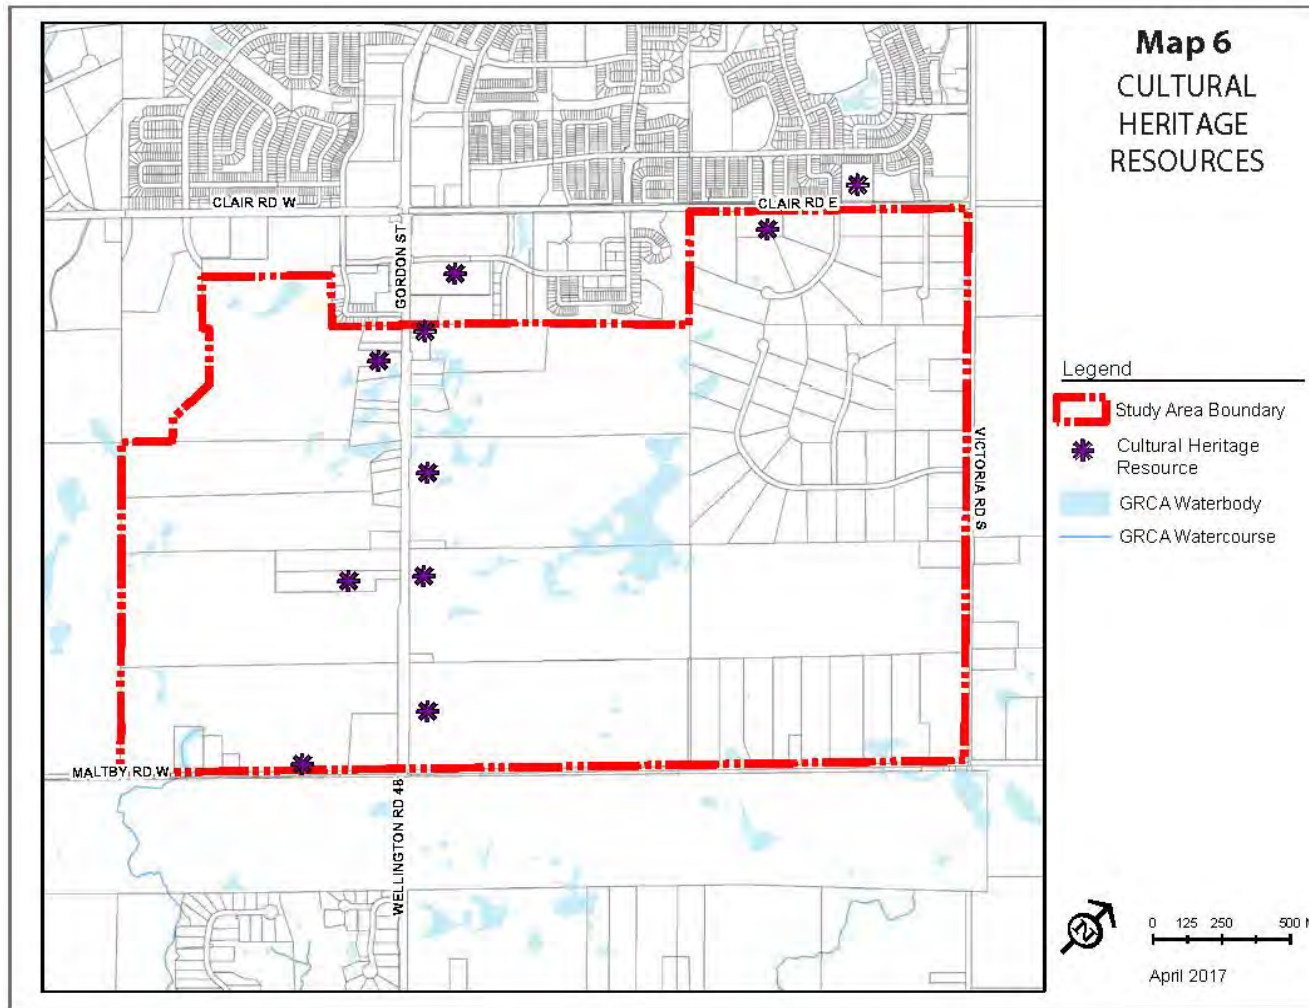 Map 6
CULTURAL
HERITAGE
RESOURCES
CLAIR RD W
CLAIR RD E
GORDON ST
VICTORIA RD S
MALTBY RD W
WELLINGTON RD 48
Legend
Study Area Boundary
Cultural Heritage
Resource
GRCA Waterbody
GRCA Watercourse
N
0 125 250 500 M
April 2017